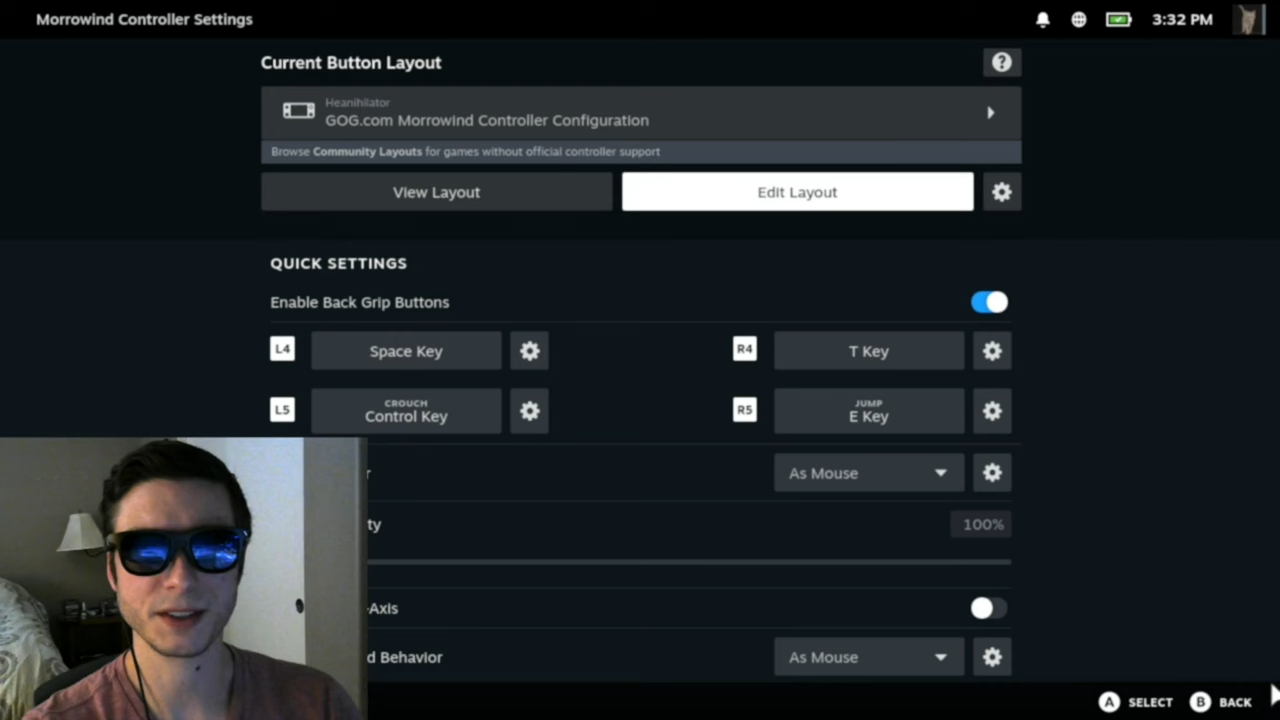 Morrowind Controller Settings
3:32 PM
Current Button Layout
?
Heanihilator
GOG.com Morrowind Controller Configuration
Browse Community Layouts for games without official controller support
View Layout
Edit Layout
QUICK SETTINGS
Enable Back Grip Buttons
L4
Space Key
R4
T Key
L5
CROUCH
Control Key
R5
JUMP
E Key
r
As Mouse
ty
100%
-Axis
d Behavior
As Mouse
A SELECT
B BACK